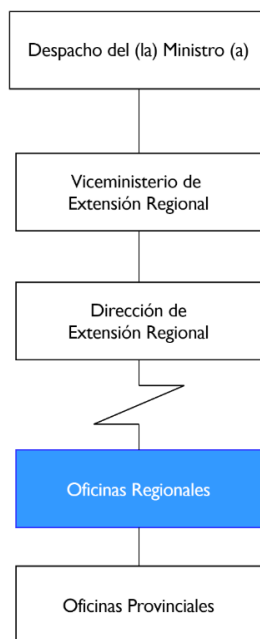 Despacho del (la) Ministro (a)
Viceministerio de
Extensión Regional
Dirección de
Extensión Regional
Oficinas Regionales
Oficinas Provinciales